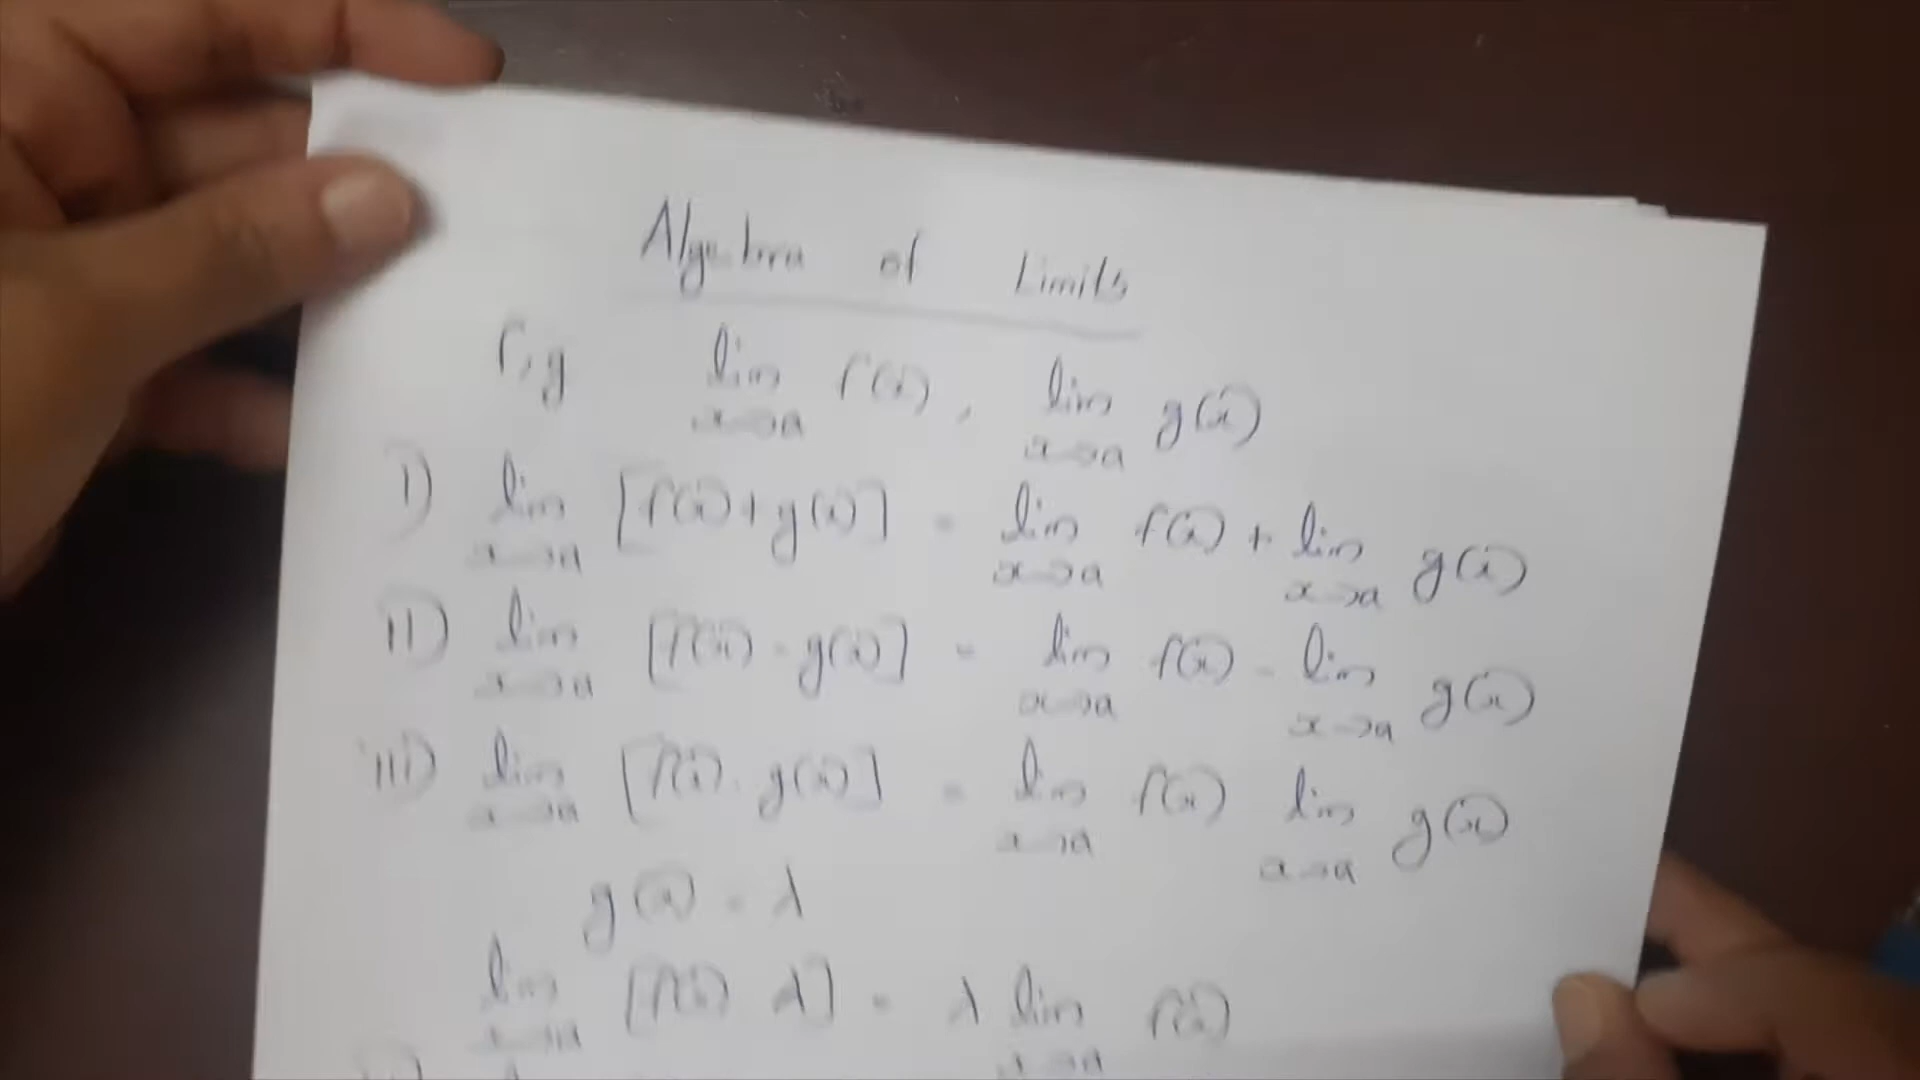 Algebra of Limits
f, g lim x→a f(x), lim x→a g(x)
I) lim x→a [f(x)+g(x)] = lim x→a f(x) + lim x→a g(x)
II) lim x→a [f(x) - g(x)] = lim x→a f(x) - lim x→a g(x)
III) lim x→a [f(x) . g(x)] = lim x→a f(x) lim x→a g(x)
g(x) = λ
lim x→a [f(x) λ] = λ lim x→a f(x)